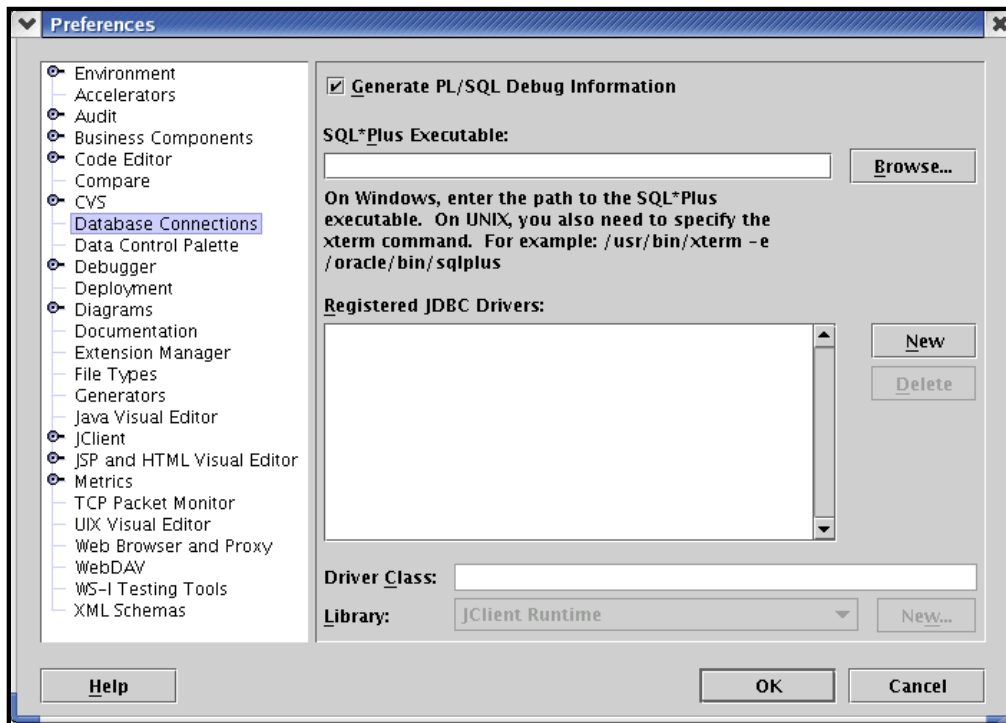 Preferences
Environment
Accelerators
Audit
Business Components
Code Editor
Compare
CVS
Database Connections
Data Control Palette
Debugger
Deployment
Diagrams
Documentation
Extension Manager
File Types
Generators
Java Visual Editor
JClient
JSP and HTML Visual Editor
Metrics
TCP Packet Monitor
UIX Visual Editor
Web Browser and Proxy
WebDAV
WS-I Testing Tools
XML Schemas
Generate PL/SQL Debug Information
SQL*Plus Executable:
Browse...
On Windows, enter the path to the SQL*Plus
executable. On UNIX, you also need to specify the
xterm command. For example: /usr/bin/xterm -e
/oracle/bin/sqlplus
Registered JDBC Drivers:
New
Delete
Driver Class:
Library:
JClient Runtime
New...
Help
OK
Cancel